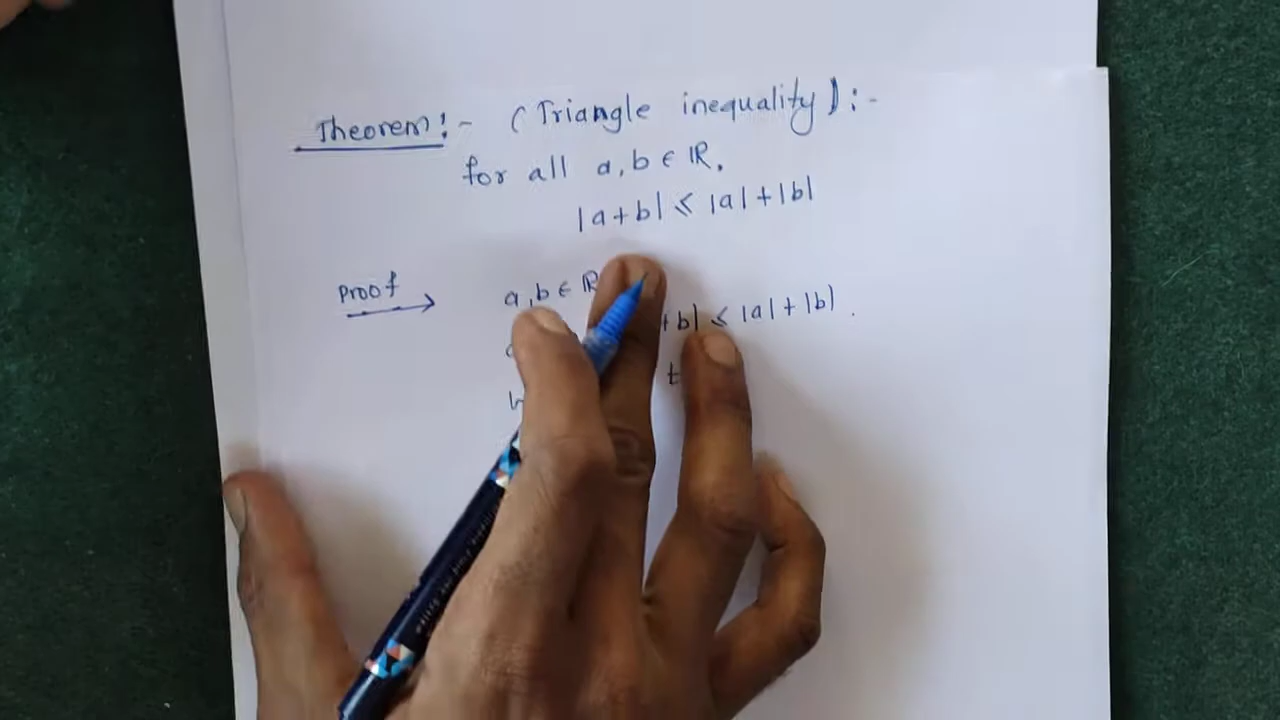 Theorem:- (Triangle inequality):-
for all a,b ∈ ℝ.
|a+b| ≤ |a|+|b|
Proof → a,b ∈ ℝ
+b| ≤ |a|+|b|.
t